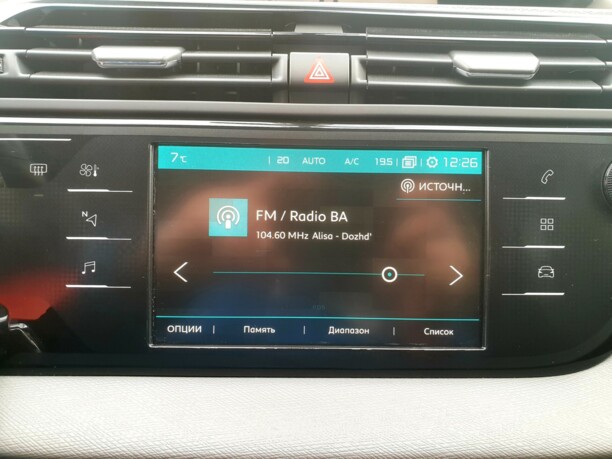 7°C | 20 AUTO A/C 19.5 | 12:26
ИСТОЧН...
FM / Radio BA
104.60 MHz Alisa - Dozhd'
ОПЦИИ | Память | Диапазон | Список
N